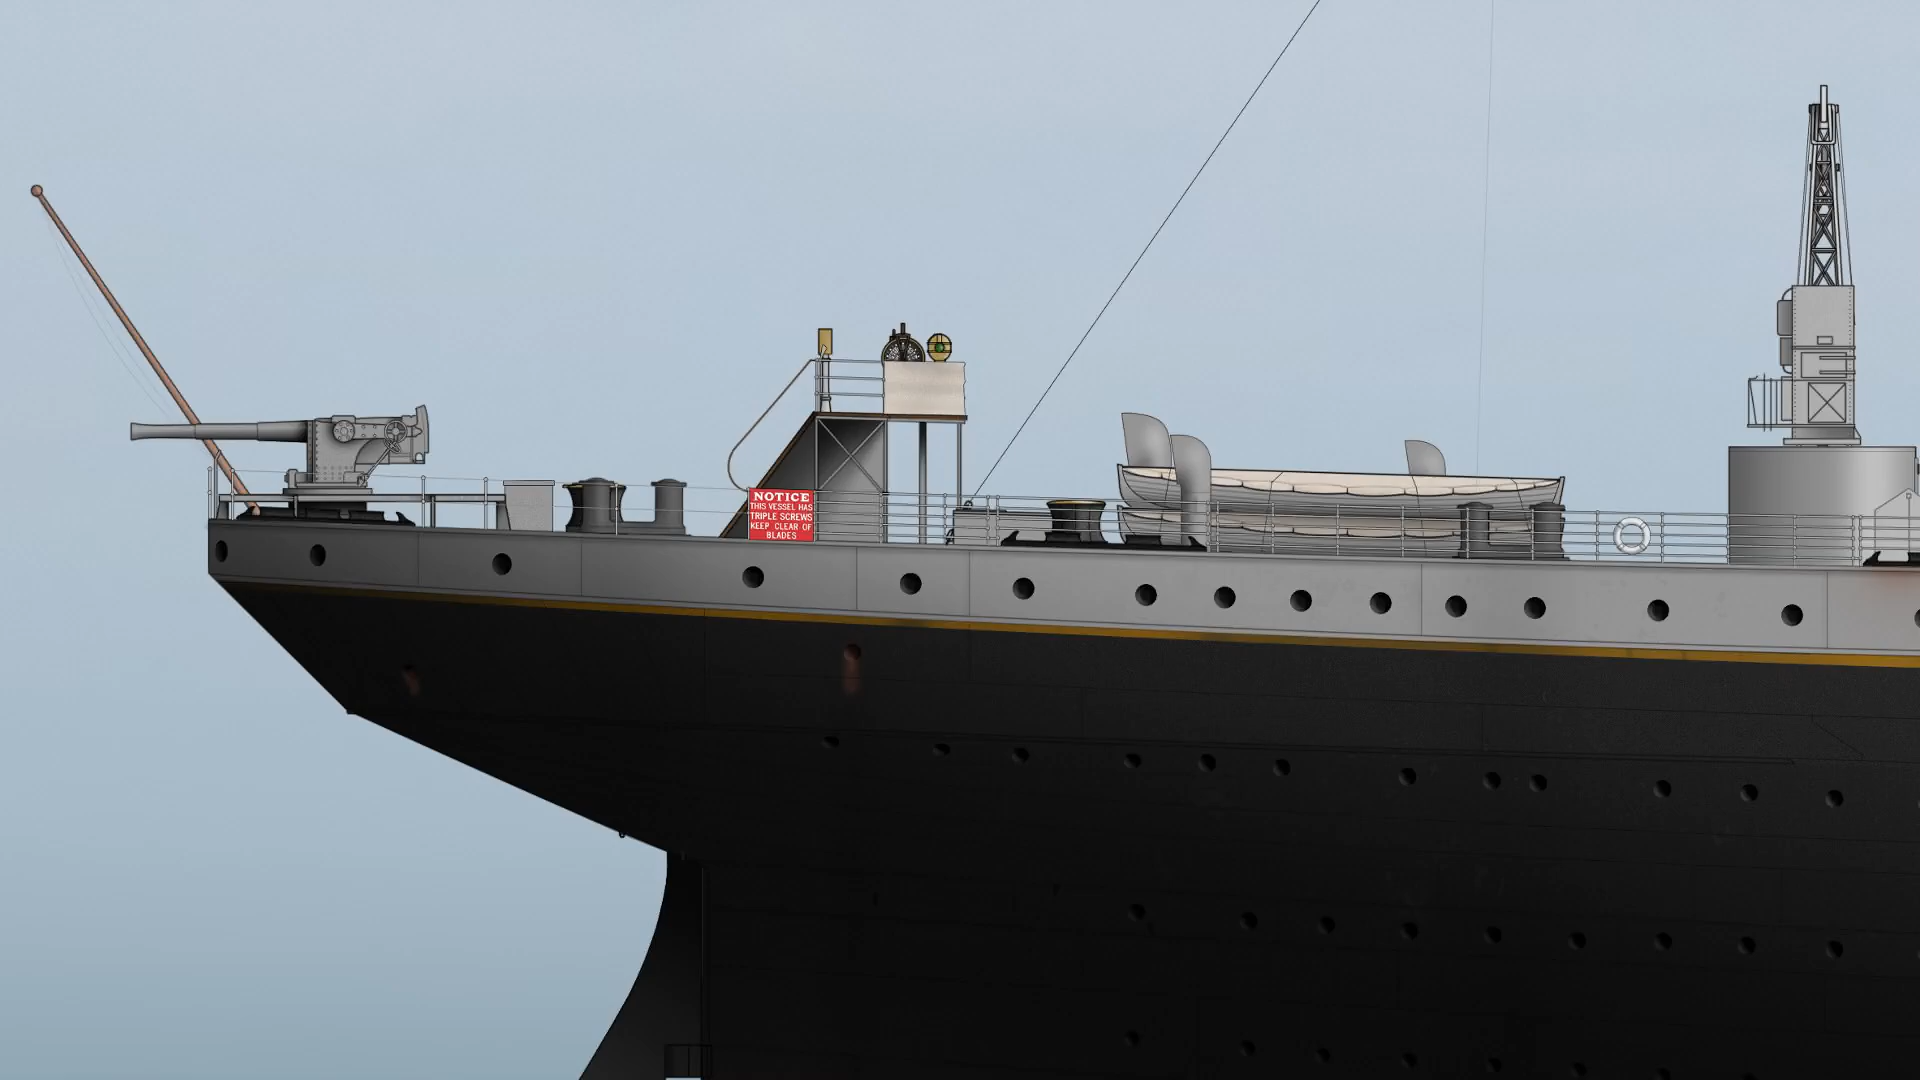 NOTICE
THIS VESSEL HAS
TRIPLE SCREWS
KEEP CLEAR OF
BLADES